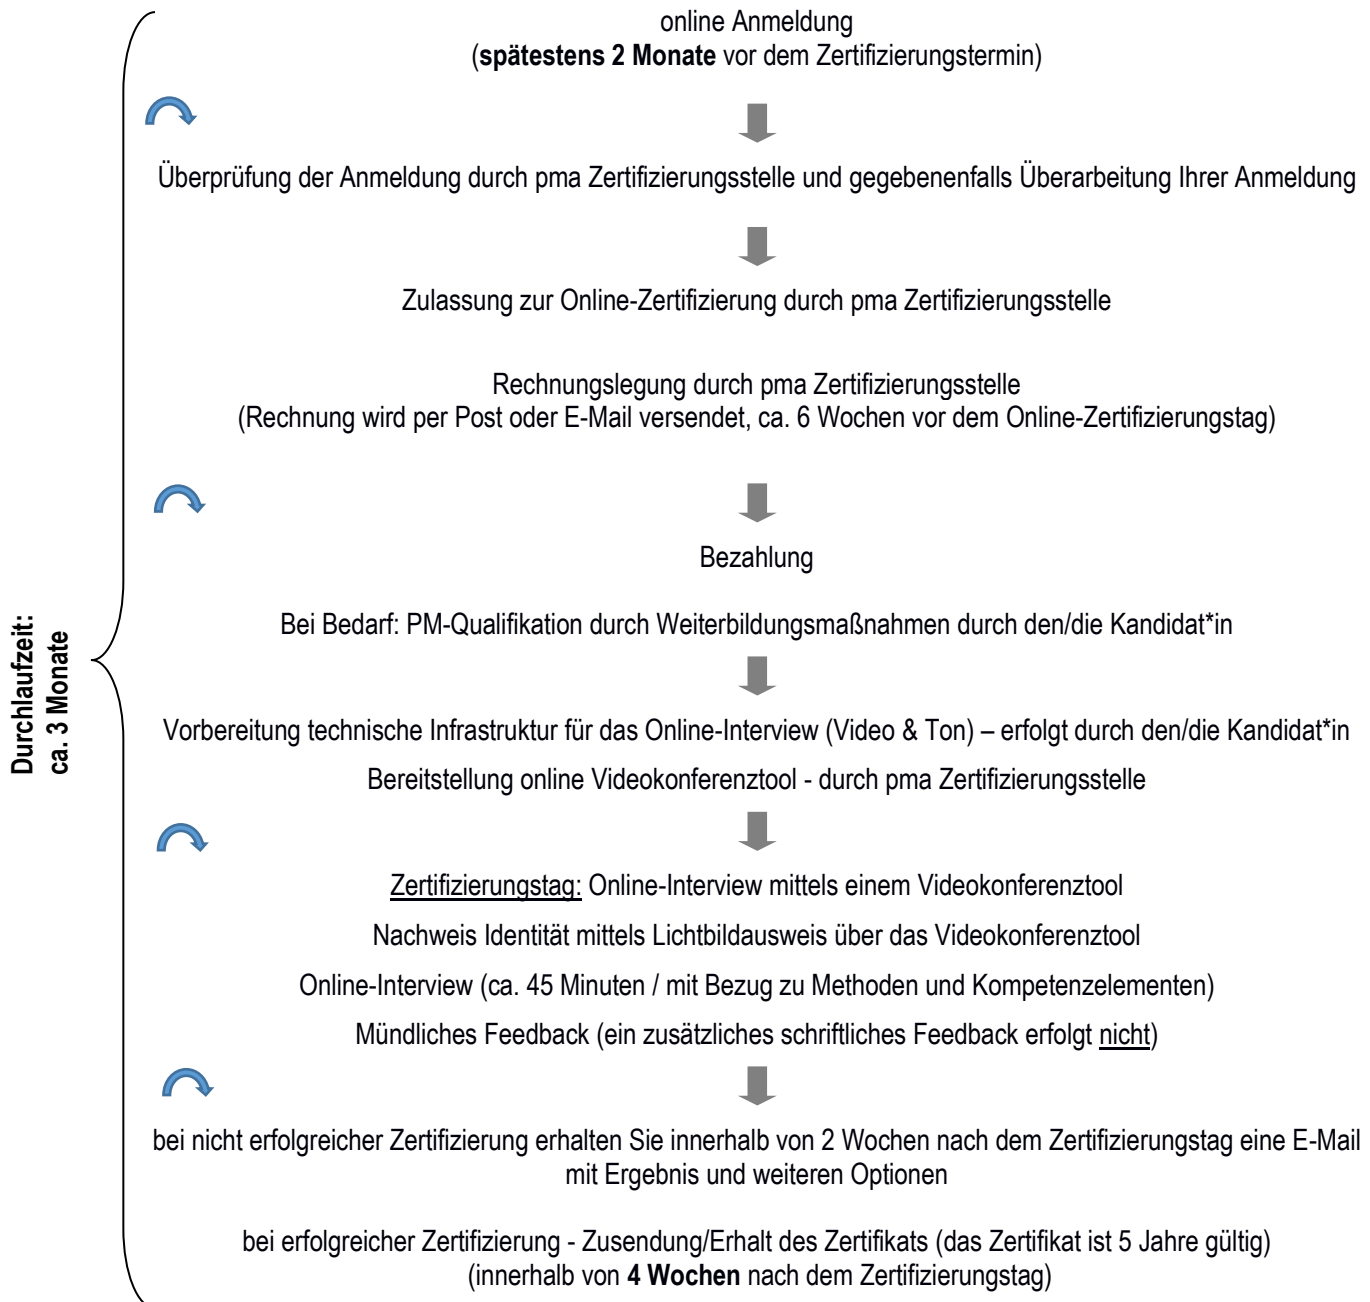 online Anmeldung
(spätestens 2 Monate vor dem Zertifizierungstermin)
Überprüfung der Anmeldung durch pma Zertifizierungsstelle und gegebenenfalls Überarbeitung Ihrer Anmeldung
Zulassung zur Online-Zertifizierung durch pma Zertifizierungsstelle
Rechnungslegung durch pma Zertifizierungsstelle
(Rechnung wird per Post oder E-Mail versendet, ca. 6 Wochen vor dem Online-Zertifizierungstag)
Bezahlung
Bei Bedarf: PM-Qualifikation durch Weiterbildungsmaßnahmen durch den/die Kandidat*in
Durchlaufzeit:
ca. 3 Monate
Vorbereitung technische Infrastruktur für das Online-Interview (Video & Ton) – erfolgt durch den/die Kandidat*in
Bereitstellung online Videokonferenztool - durch pma Zertifizierungsstelle
Zertifizierungstag: Online-Interview mittels einem Videokonferenztool
Nachweis Identität mittels Lichtbildausweis über das Videokonferenztool
Online-Interview (ca. 45 Minuten / mit Bezug zu Methoden und Kompetenzelementen)
Mündliches Feedback (ein zusätzliches schriftliches Feedback erfolgt nicht)
bei nicht erfolgreicher Zertifizierung erhalten Sie innerhalb von 2 Wochen nach dem Zertifizierungstag eine E-Mail
mit Ergebnis und weiteren Optionen
bei erfolgreicher Zertifizierung - Zusendung/Erhalt des Zertifikats (das Zertifikat ist 5 Jahre gültig)
(innerhalb von 4 Wochen nach dem Zertifizierungstag)